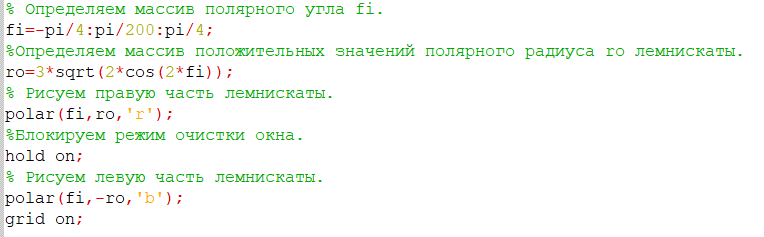 % Определяем массив полярного угла fi.
fi=-pi/4:pi/200:pi/4;
%Определяем массив положительных значений полярного радиуса ro лемнискаты.
ro=3*sqrt(2*cos(2*fi));
% Рисуем правую часть лемнискаты.
polar(fi,ro,'r');
%Блокируем режим очистки окна.
hold on;
% Рисуем левую часть лемнискаты.
polar(fi,-ro,'b');
grid on;